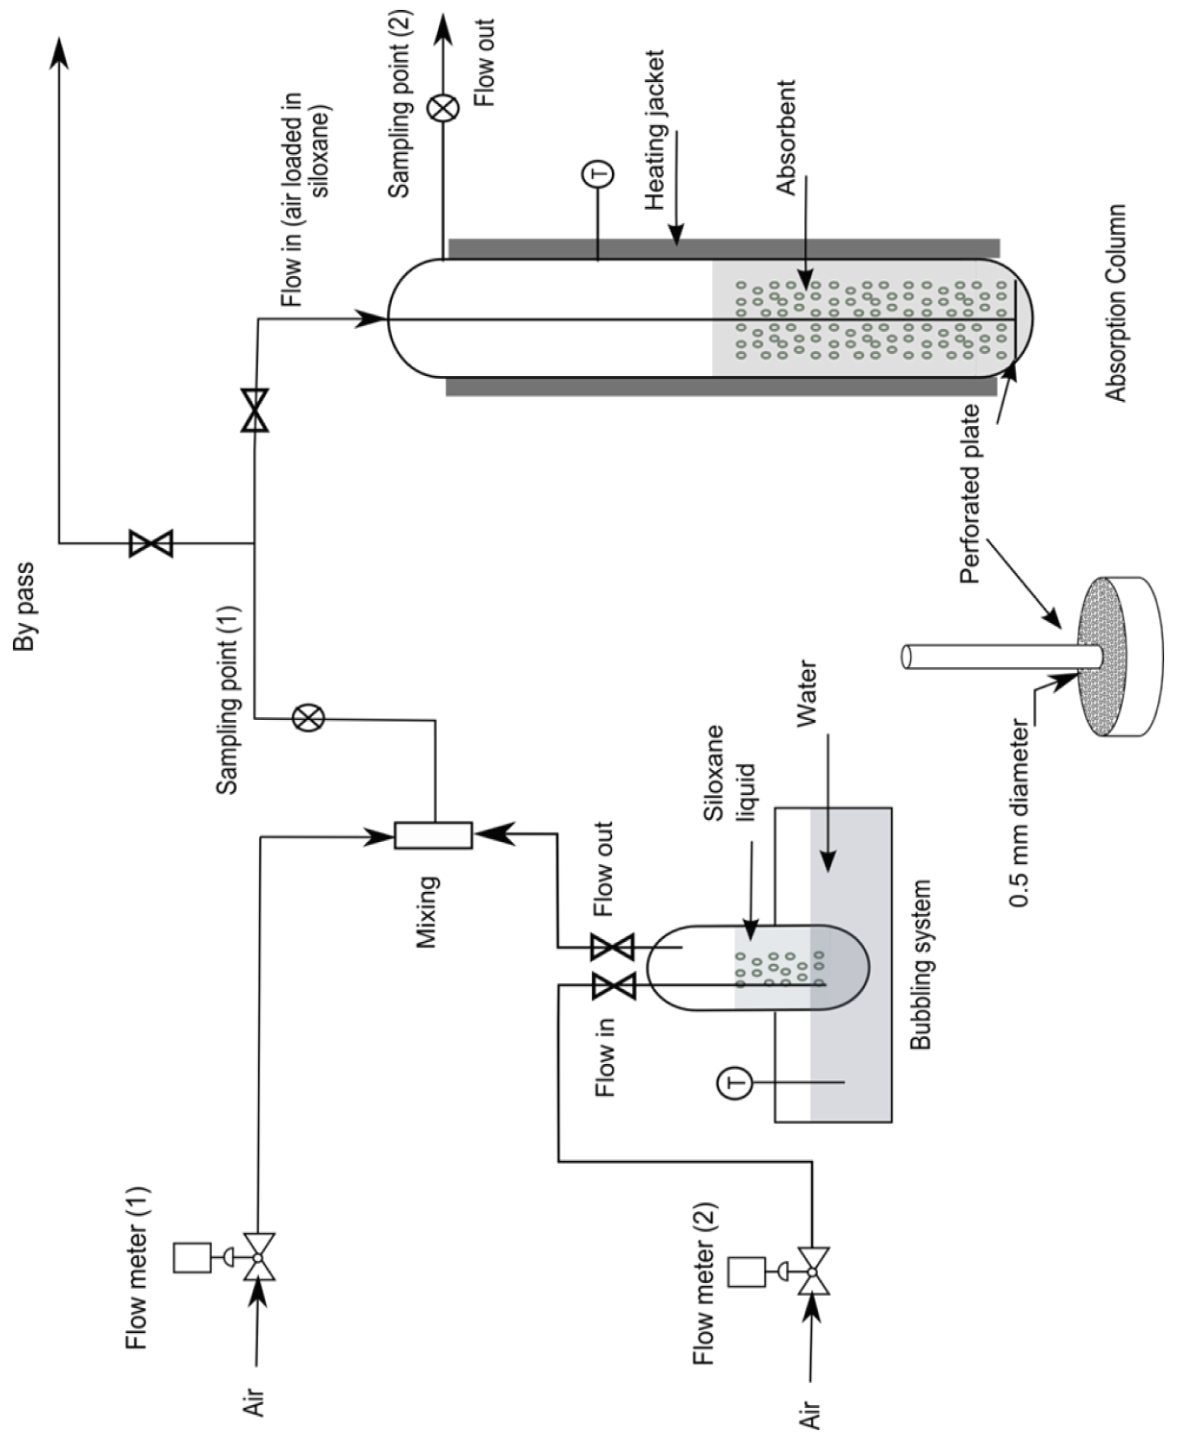 By pass
Flow in (air loaded in
siloxane)
Sampling point (2)
Flow out
T
Heating jacket
Absorbent
Absorption Column
Perforated plate
0.5 mm diameter
Sampling point (1)
Mixing
Flow out
Flow in
Siloxane
liquid
Water
T
Bubbling system
Flow meter (1)
Air
Flow meter (2)
Air